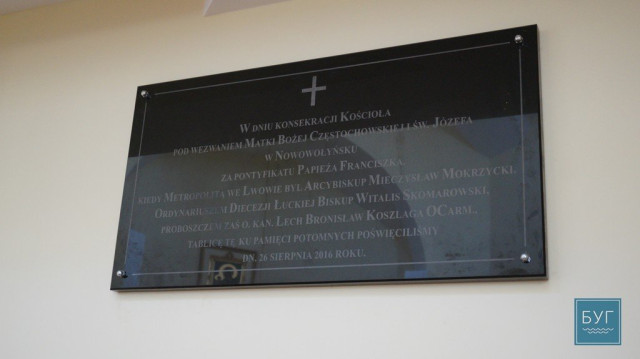 W DNIU KONSEKRACJI KOŚCIOŁA
POD WEZWANIEM MATKI BOŻEJ CZĘSTOCHOWSKIEJ I ŚW. JÓZEFA
W NOWOWOŁYŃSKU
ZA PONTYFIKATU PAPIEŻA FRANCISZKA,
KIEDY METROPOLITĄ WE LWOWIE BYŁ ARCYBISKUP MIECZYSŁAW MOKRZYCKI,
ORDYNARIUSZEM DIECEZJI ŁUCKIEJ BISKUP WITALIS SKOMAROWSKI,
PROBOSZCZEM ZAŚ O. KAN. LECH BRONISŁAW KOSZLAGA OCARM.,
TABLICĘ TĘ KU PAMIĘCI POTOMNYCH POŚWIĘCILIŚMY
DN. 26 SIERPNIA 2016 ROKU.
БУГ